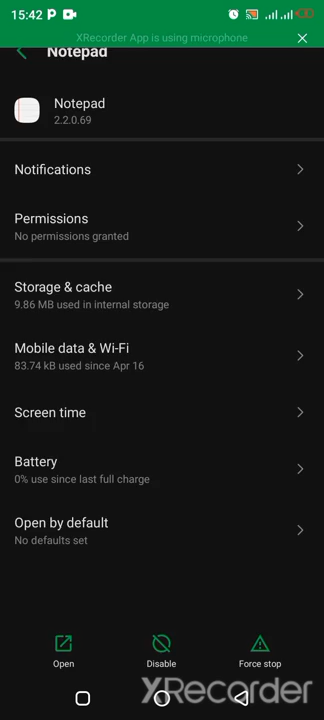 15:42
XRecorder App is using microphone
Notepad
Notepad
2.2.0.69
Notifications
Permissions
No permissions granted
Storage & cache
9.86 MB used in internal storage
Mobile data & Wi-Fi
83.74 kB used since Apr 16
Screen time
Battery
0% use since last full charge
Open by default
No defaults set
Open
Disable
Force stop
XRecorder